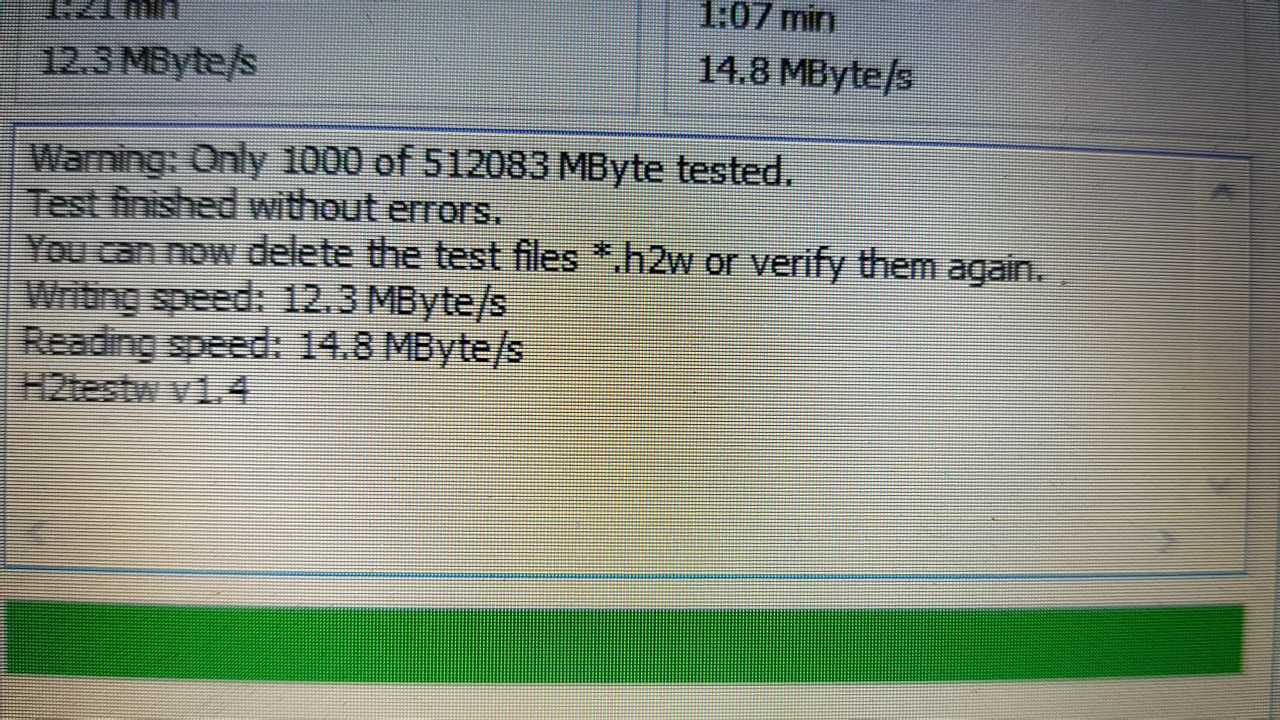 1:21 min
1:07 min
12.3 MByte/s
14.8 MByte/s
Warning: Only 1000 of 512083 MByte tested.
Test finished without errors.
You can now delete the test files *.h2w or verify them again.
Writing speed: 12.3 MByte/s
Reading speed: 14.8 MByte/s
H2testw v1.4